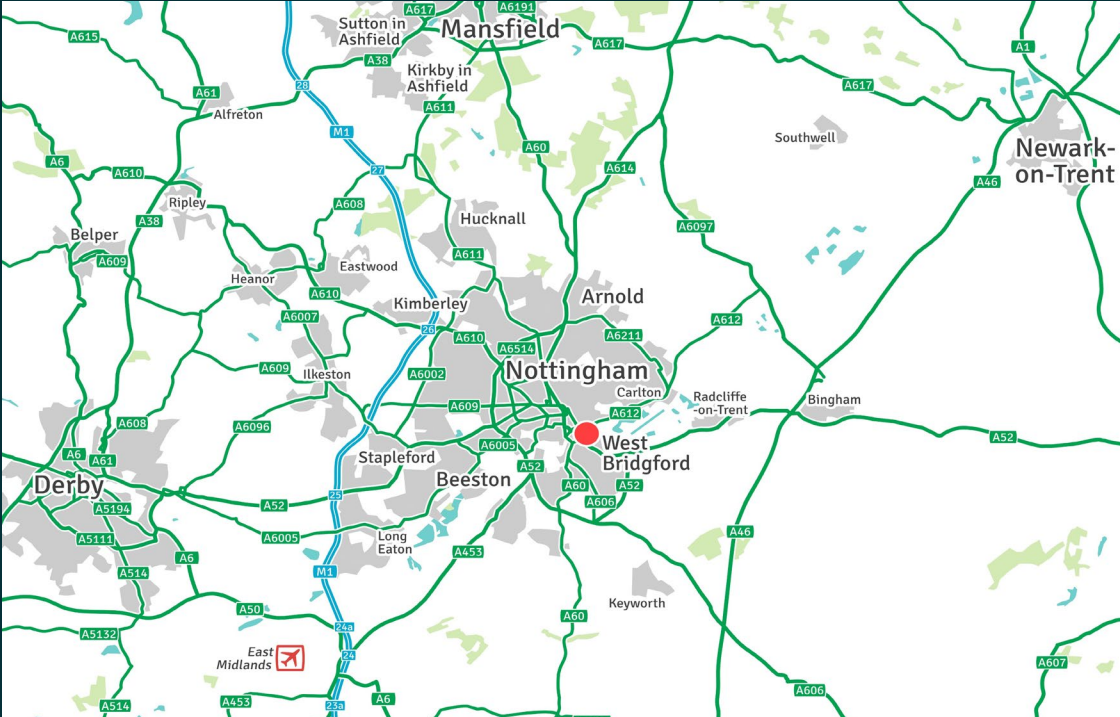 A617
A6191
Sutton in
Ashfield
Mansfield
A615
A617
A1
A38
Kirkby in
Ashfield
28
A617
A61
A611
Alfreton
M1
Southwell
A60
Newark-
on-Trent
A6
A610
27
A614
A46
Ripley
A608
A38
Hucknall
A6097
Belper
A609
A611
Eastwood
Heanor
A610
Arnold
Kimberley
A6007
A612
26
A610
A6211
A6514
A609
Ilkeston
A6002
Nottingham
Carlton
Radcliffe
-on-Trent
Bingham
A609
A612
A608
A6096
A52
A6005
West
Bridgford
A6
A61
Stapleford
A52
Beeston
Derby
A60
A52
25
A52
A606
A5194
A6005
Long
Eaton
A46
A5111
A453
A6
A514
M1
Keyworth
A50
A60
24a
A5132
East
Midlands
24
A607
A606
A514
A453
A6
23a